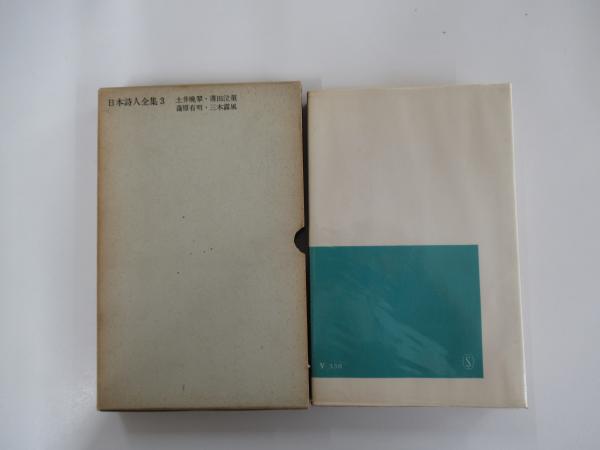 日本詩人全集 3
土井晩翠・薄田泣菫
蒲原有明・三木露風
¥ 350
S